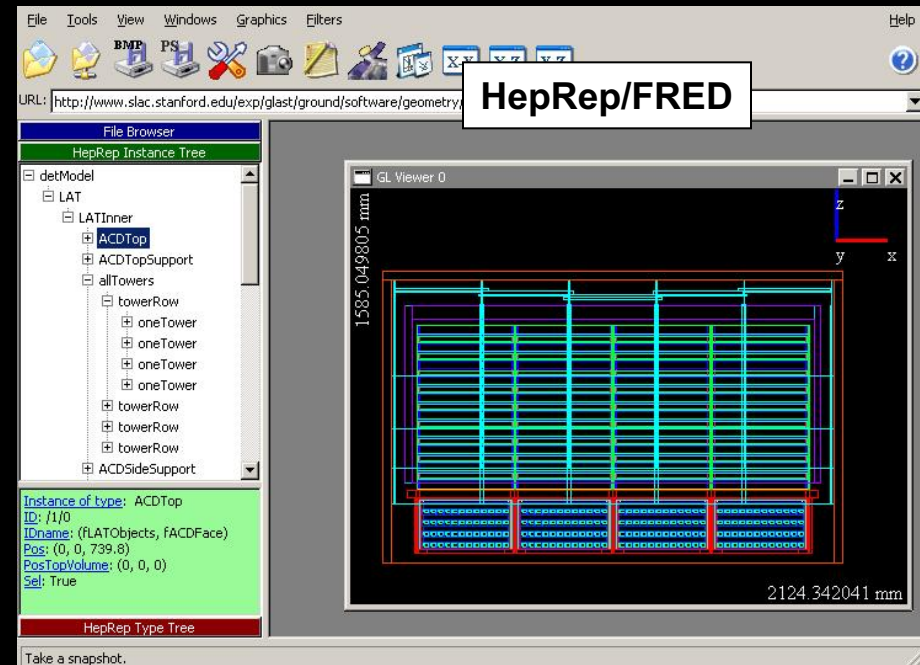 File Tools View Windows Graphics Filters Help
BMP PS X-Y X-Z Y-Z
URL: http://www.slac.stanford.edu/exp/glast/ground/software/geometry/
HepRep/FRED
File Browser
HepRep Instance Tree
detModel
LAT
LATInner
ACDTop
ACDTopSupport
allTowers
towerRow
oneTower
oneTower
oneTower
oneTower
towerRow
towerRow
towerRow
ACDSideSupport
Instance of type: ACDTop
ID: /1/0
IDname: (fLATObjects, fACDFace)
Pos: (0, 0, 739.8)
PosTopVolume: (0, 0, 0)
Sel: True
HepRep Type Tree
Take a snapshot.
GL Viewer 0
1585.049805 mm
z
y x
2124.342041 mm